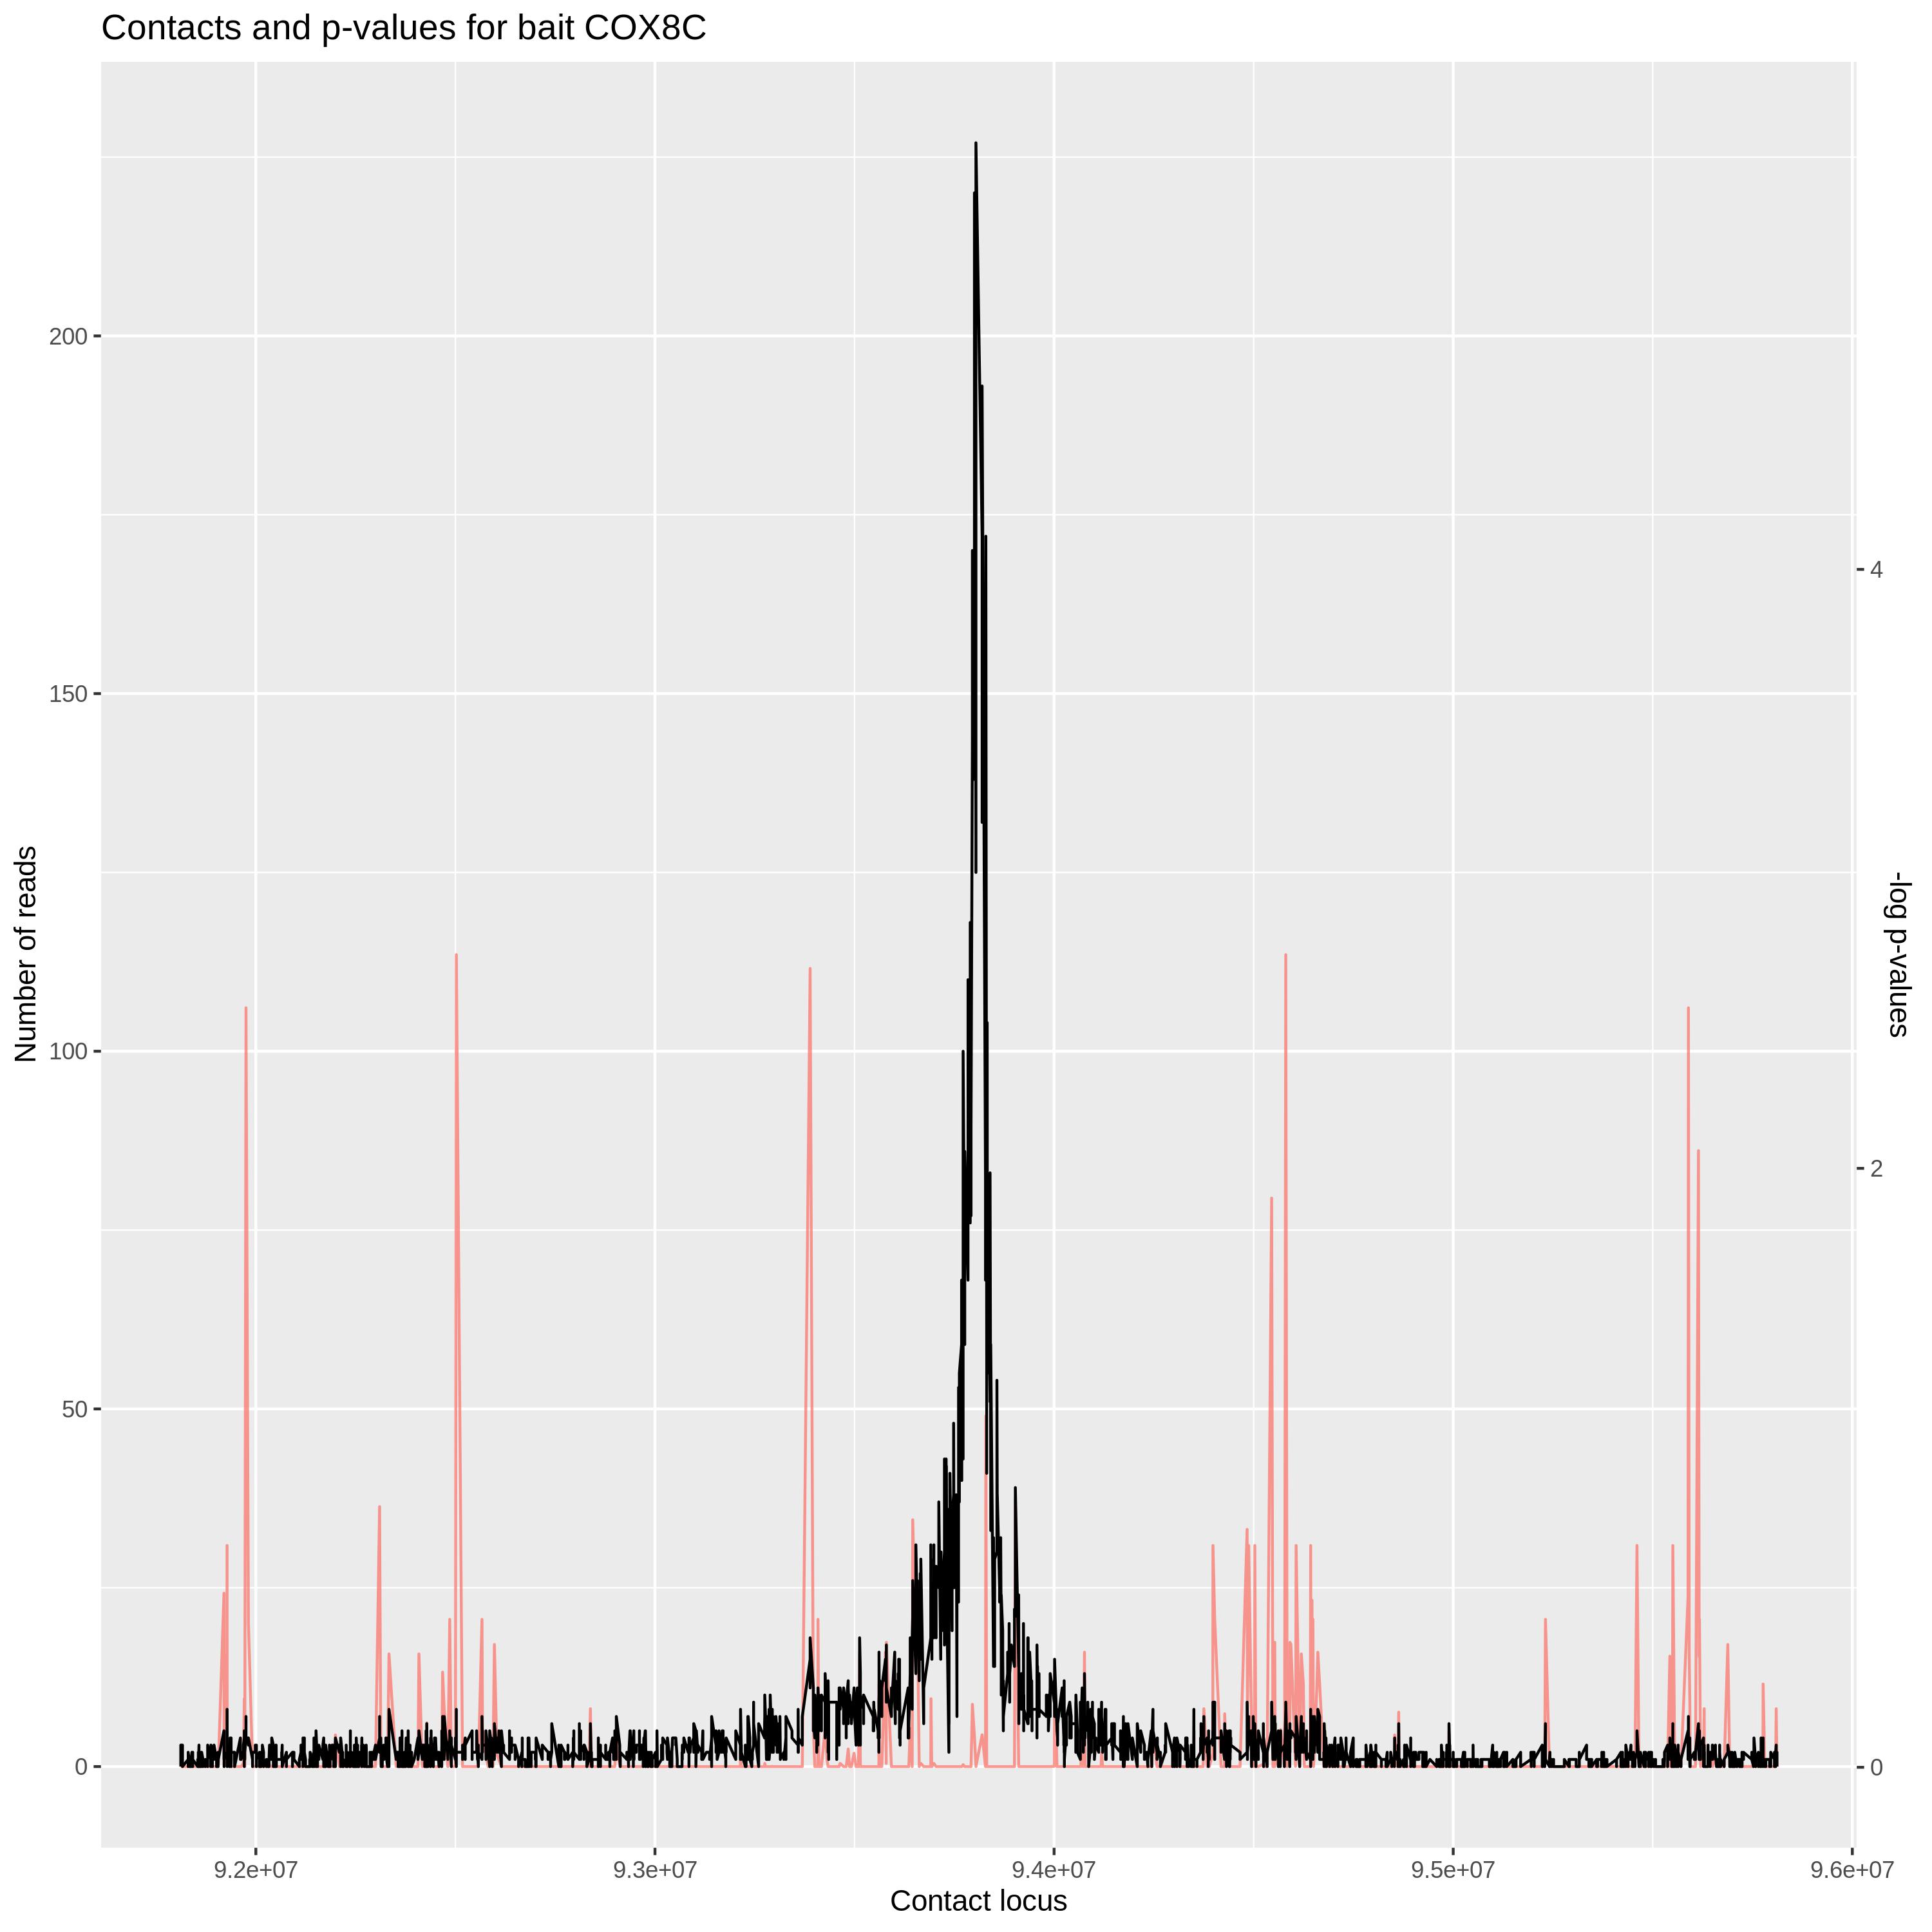 Contacts and p-values for bait COX8C
Number of reads
200
150
100
50
0
4
2
0
-log p-values
9.2e+07 9.3e+07 9.4e+07 9.5e+07 9.6e+07
Contact locus